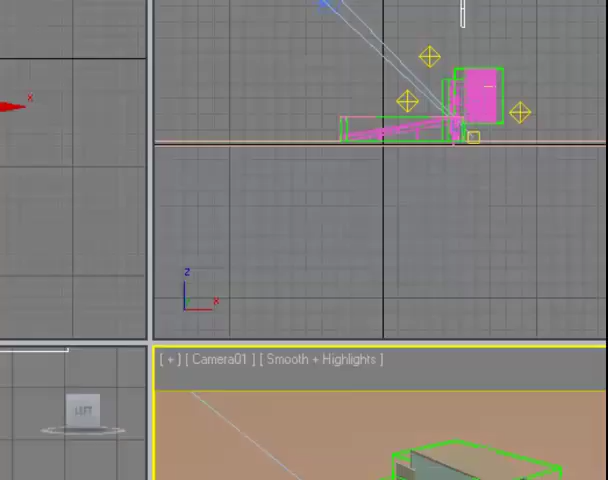 x
z
x
[ + ] [ Camera01 ] [ Smooth + Highlights ]
LEFT